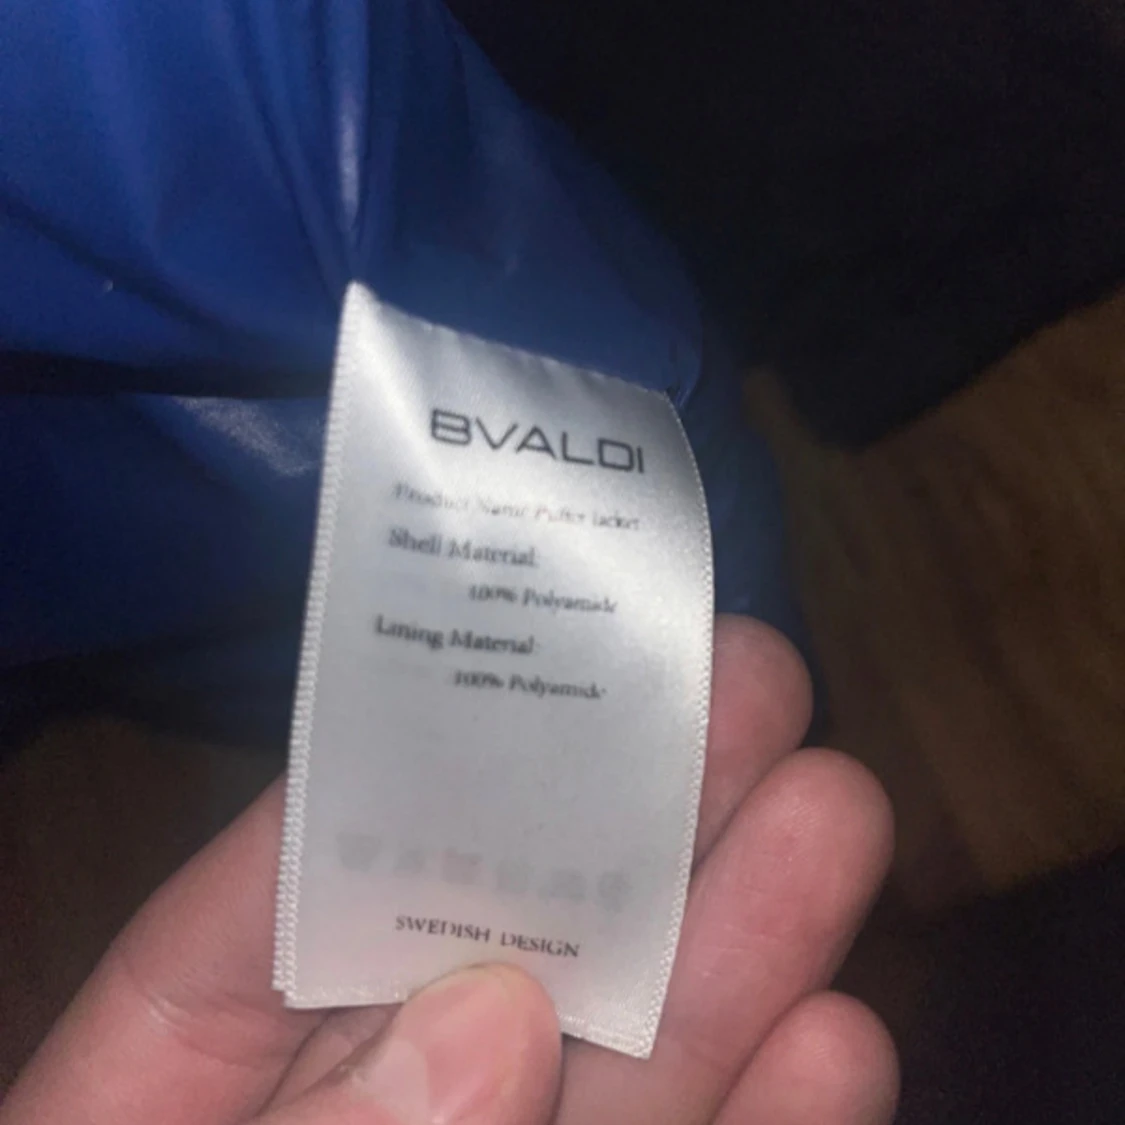 BVALDI
Product Name Puffer Jacket
Shell Material:
100% Polyamide
Lining Material:
100% Polyamide
SWEDISH DESIGN